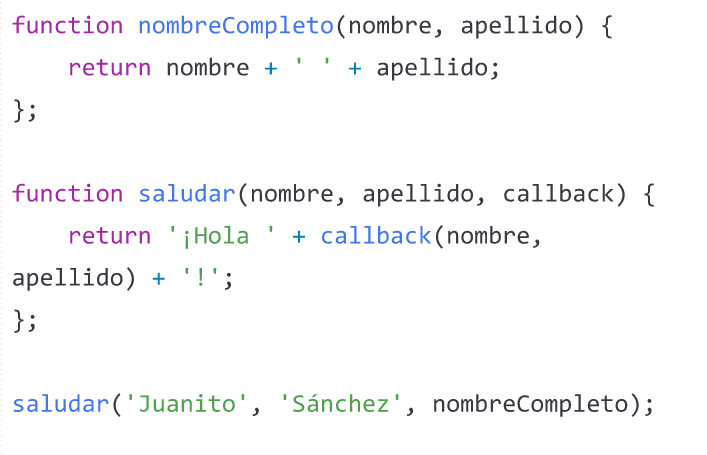 function nombreCompleto(nombre, apellido) {
    return nombre + ' ' + apellido;
};

function saludar(nombre, apellido, callback) {
    return '¡Hola ' + callback(nombre,
apellido) + '!';
};

saludar('Juanito', 'Sánchez', nombreCompleto);